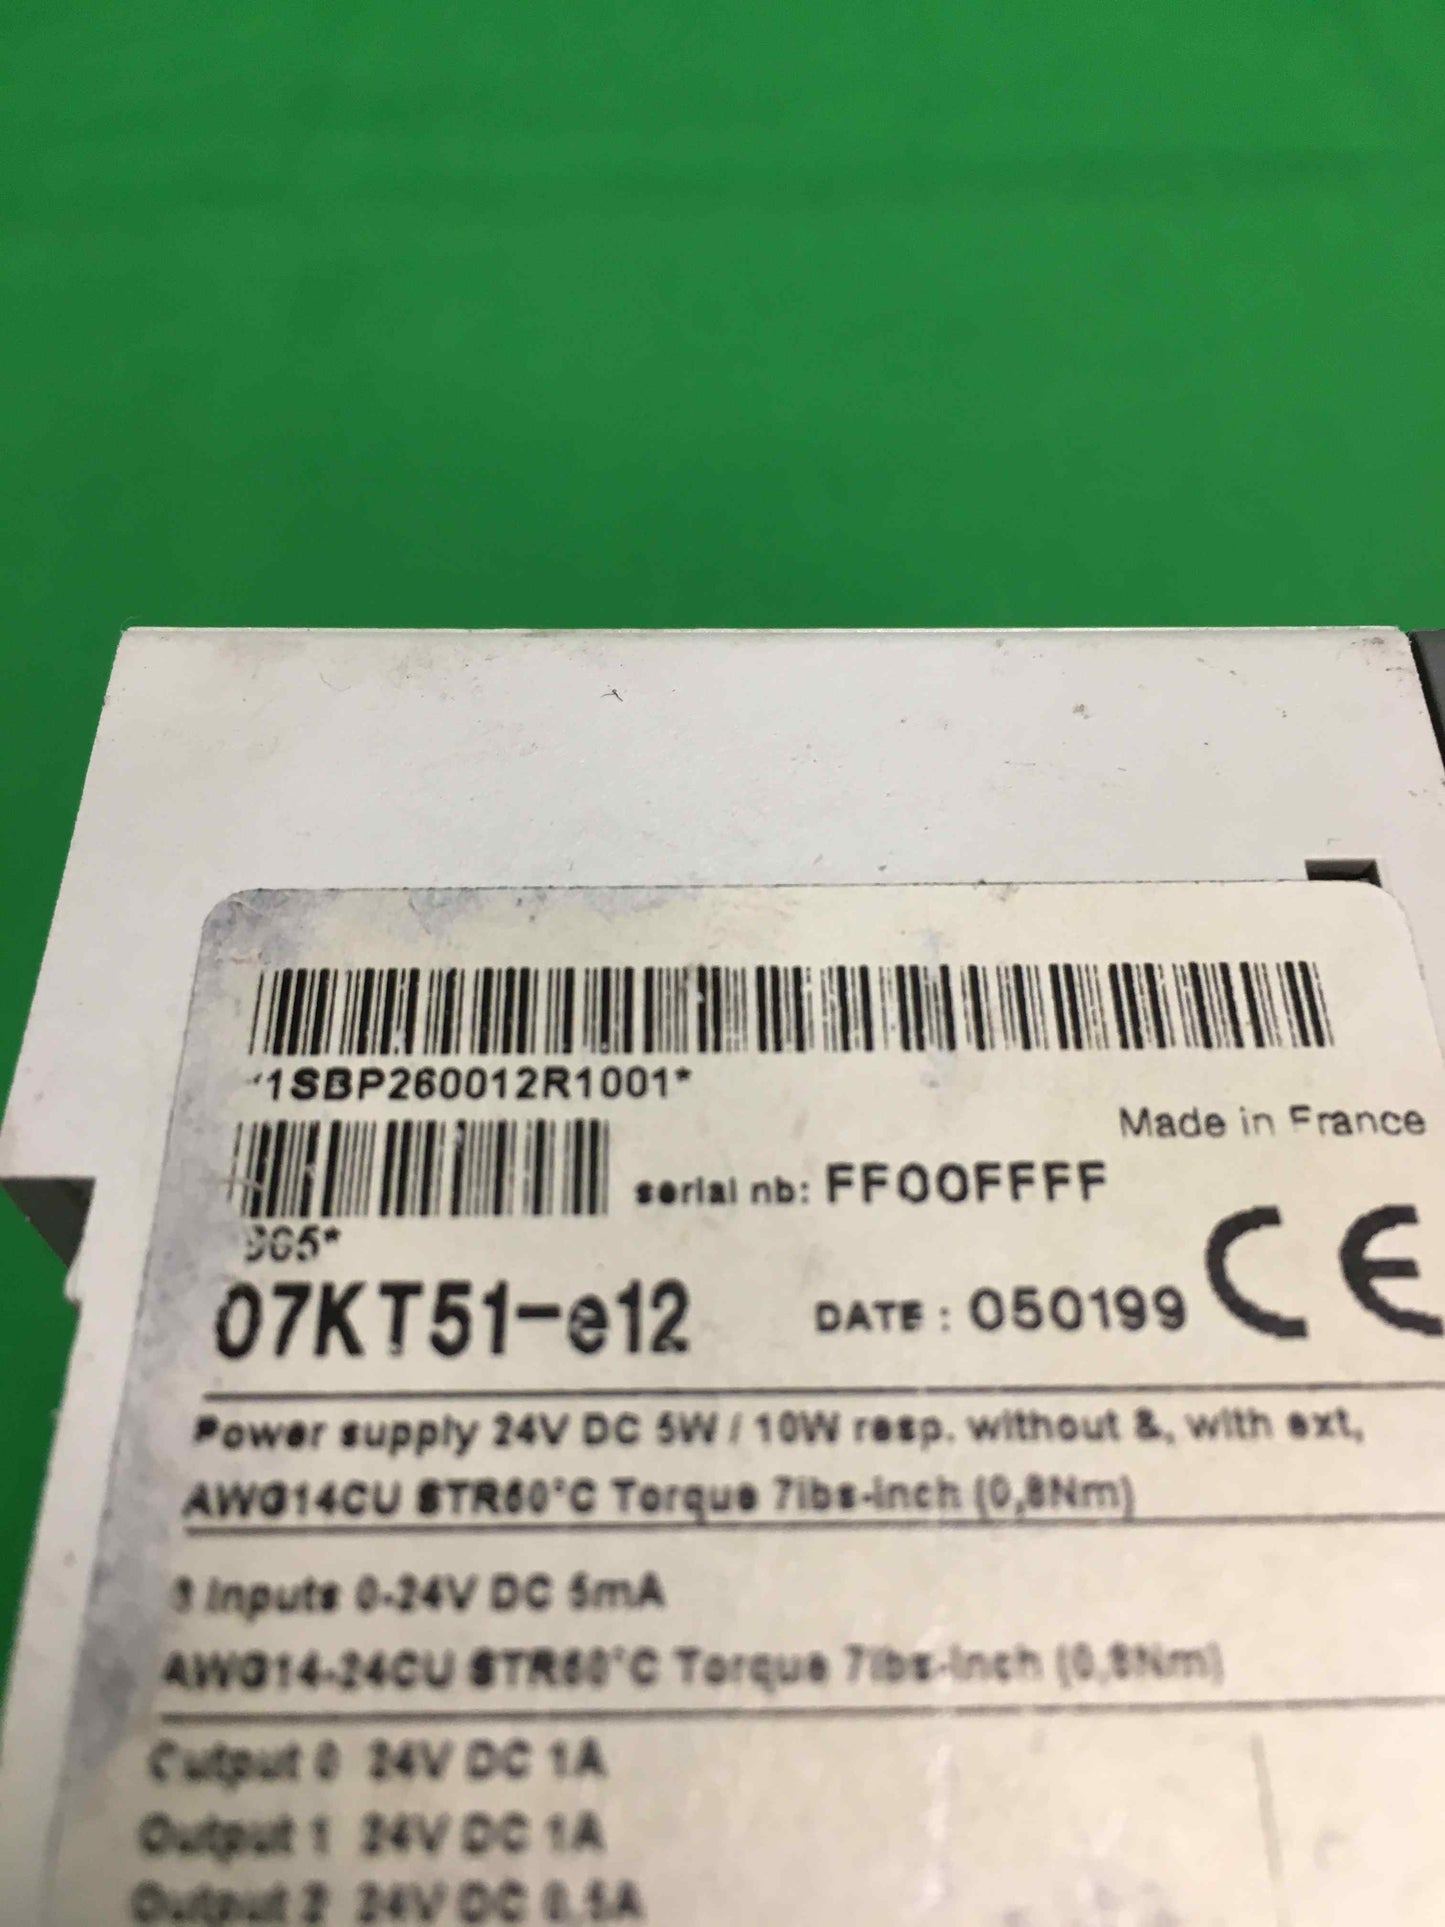 *1SBP260012R1001*
Made in France
serial nb: FF00FFFF
07KT51-e12
DATE : 050199
CE
Power supply 24V DC 5W / 10W resp. without &, with ext,
AWG14CU STR60°C Torque 7lbs-inch (0,8Nm)
8 Inputs 0-24V DC 5mA
AWG14-24CU STR60°C Torque 7lbs-inch (0,8Nm)
Output 0 24V DC 1A
Output 1 24V DC 1A
Output 2 24V DC 0,5A